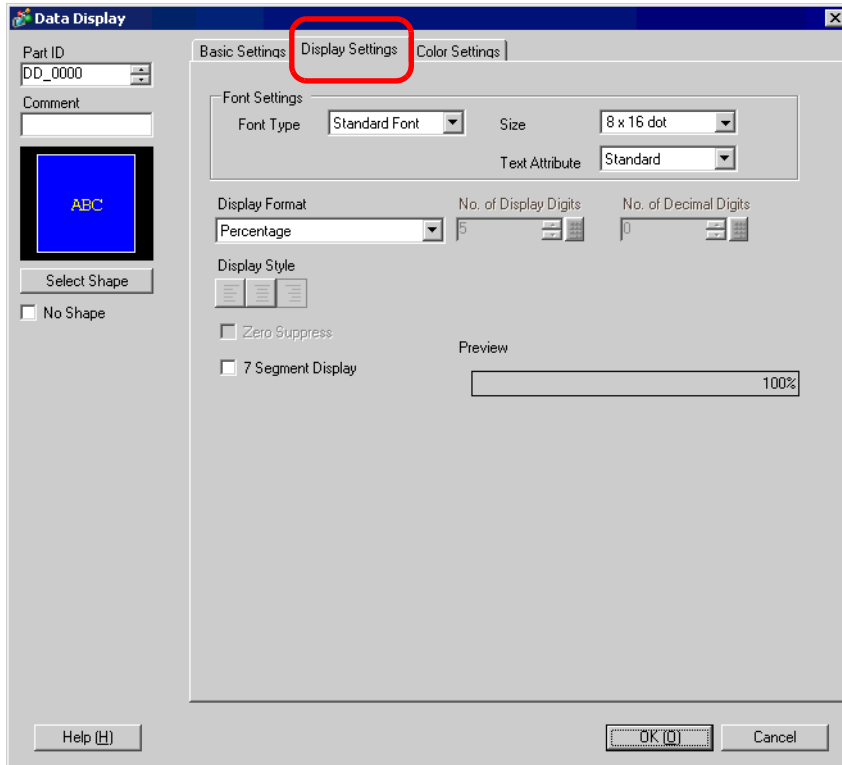 Data Display
Part ID
DD_0000
Comment
ABC
Select Shape
No Shape
Basic Settings Display Settings Color Settings
Font Settings
Font Type Standard Font Size 8 x 16 dot
Text Attribute Standard
Display Format No. of Display Digits No. of Decimal Digits
Percentage 5 0
Display Style
Zero Suppress
7 Segment Display
Preview
100%
Help (H) OK (O) Cancel